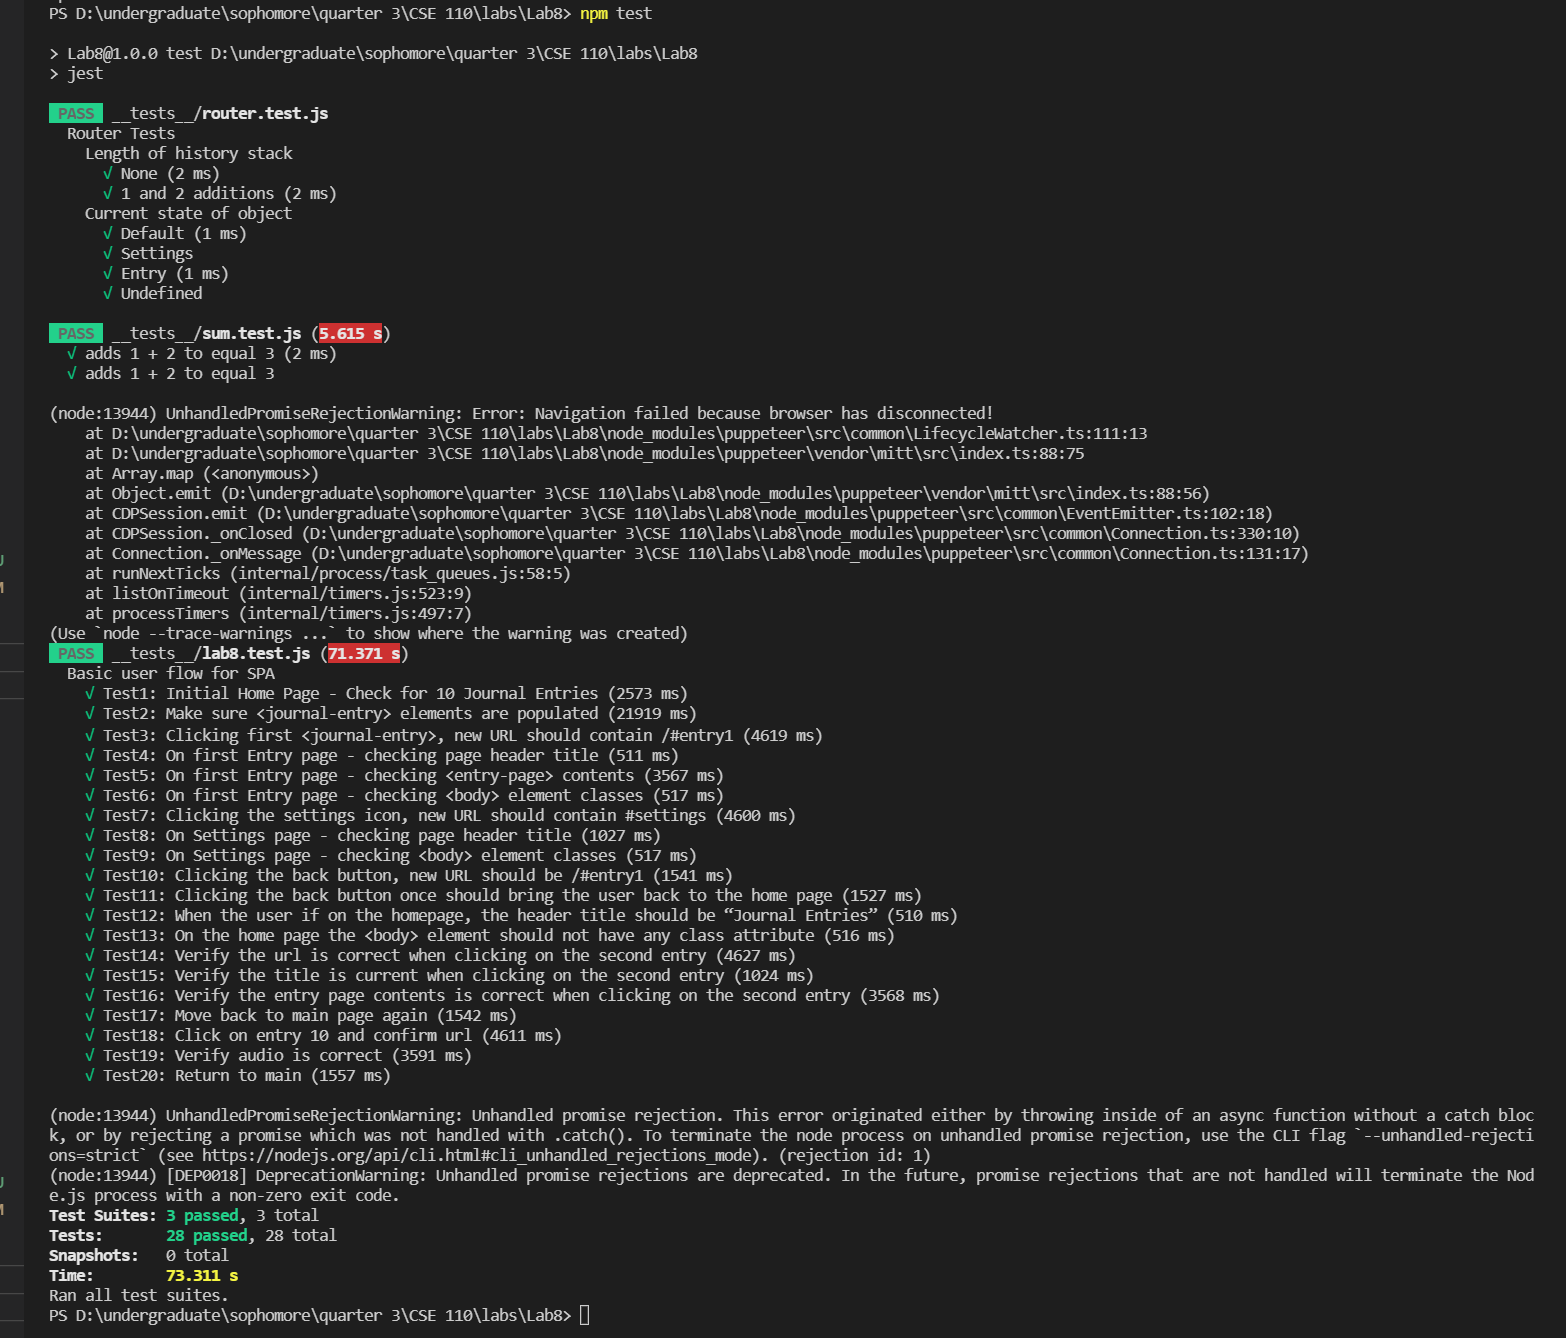 PS D:\undergraduate\sophomore\quarter 3\CSE 110\labs\Lab8> npm test
> Lab8@1.0.0 test D:\undergraduate\sophomore\quarter 3\CSE 110\labs\Lab8
> jest
PASS __tests__/router.test.js
Router Tests
Length of history stack
√ None (2 ms)
√ 1 and 2 additions (2 ms)
Current state of object
√ Default (1 ms)
√ Settings
√ Entry (1 ms)
√ Undefined
PASS __tests__/sum.test.js (5.615 s)
√ adds 1 + 2 to equal 3 (2 ms)
√ adds 1 + 2 to equal 3
(node:13944) UnhandledPromiseRejectionWarning: Error: Navigation failed because browser has disconnected!
at D:\undergraduate\sophomore\quarter 3\CSE 110\labs\Lab8\node_modules\puppeteer\src\common\LifecycleWatcher.ts:111:13
at D:\undergraduate\sophomore\quarter 3\CSE 110\labs\Lab8\node_modules\puppeteer\vendor\mitt\src\index.ts:88:75
at Array.map (<anonymous>)
at Object.emit (D:\undergraduate\sophomore\quarter 3\CSE 110\labs\Lab8\node_modules\puppeteer\vendor\mitt\src\index.ts:88:56)
at CDPSession.emit (D:\undergraduate\sophomore\quarter 3\CSE 110\labs\Lab8\node_modules\puppeteer\src\common\EventEmitter.ts:102:18)
at CDPSession._onClosed (D:\undergraduate\sophomore\quarter 3\CSE 110\labs\Lab8\node_modules\puppeteer\src\common\Connection.ts:330:10)
at Connection._onMessage (D:\undergraduate\sophomore\quarter 3\CSE 110\labs\Lab8\node_modules\puppeteer\src\common\Connection.ts:131:17)
at runNextTicks (internal/process/task_queues.js:58:5)
at listOnTimeout (internal/timers.js:523:9)
at processTimers (internal/timers.js:497:7)
(Use `node --trace-warnings ...` to show where the warning was created)
PASS __tests__/lab8.test.js (71.371 s)
Basic user flow for SPA
√ Test1: Initial Home Page - Check for 10 Journal Entries (2573 ms)
√ Test2: Make sure <journal-entry> elements are populated (21919 ms)
√ Test3: Clicking first <journal-entry>, new URL should contain /#entry1 (4619 ms)
√ Test4: On first Entry page - checking page header title (511 ms)
√ Test5: On first Entry page - checking <entry-page> contents (3567 ms)
√ Test6: On first Entry page - checking <body> element classes (517 ms)
√ Test7: Clicking the settings icon, new URL should contain #settings (4600 ms)
√ Test8: On Settings page - checking page header title (1027 ms)
√ Test9: On Settings page - checking <body> element classes (517 ms)
√ Test10: Clicking the back button, new URL should be /#entry1 (1541 ms)
√ Test11: Clicking the back button once should bring the user back to the home page (1527 ms)
√ Test12: When the user if on the homepage, the header title should be “Journal Entries” (510 ms)
√ Test13: On the home page the <body> element should not have any class attribute (516 ms)
√ Test14: Verify the url is correct when clicking on the second entry (4627 ms)
√ Test15: Verify the title is current when clicking on the second entry (1024 ms)
√ Test16: Verify the entry page contents is correct when clicking on the second entry (3568 ms)
√ Test17: Move back to main page again (1542 ms)
√ Test18: Click on entry 10 and confirm url (4611 ms)
√ Test19: Verify audio is correct (3591 ms)
√ Test20: Return to main (1557 ms)
(node:13944) UnhandledPromiseRejectionWarning: Unhandled promise rejection. This error originated either by throwing inside of an async function without a catch bloc
k, or by rejecting a promise which was not handled with .catch(). To terminate the node process on unhandled promise rejection, use the CLI flag `--unhandled-rejecti
ons=strict` (see https://nodejs.org/api/cli.html#cli_unhandled_rejections_mode). (rejection id: 1)
(node:13944) [DEP0018] DeprecationWarning: Unhandled promise rejections are deprecated. In the future, promise rejections that are not handled will terminate the Nod
e.js process with a non-zero exit code.
Test Suites: 3 passed, 3 total
Tests: 28 passed, 28 total
Snapshots: 0 total
Time: 73.311 s
Ran all test suites.
PS D:\undergraduate\sophomore\quarter 3\CSE 110\labs\Lab8>